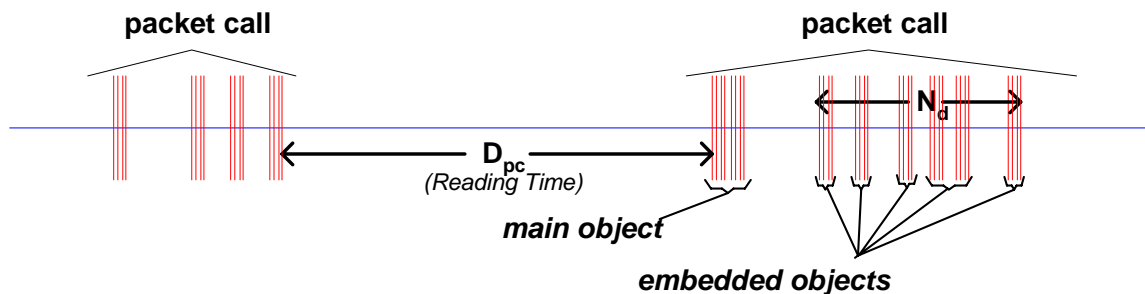 packet call
packet call
N_d
D_pc
(Reading Time)
main object
embedded objects